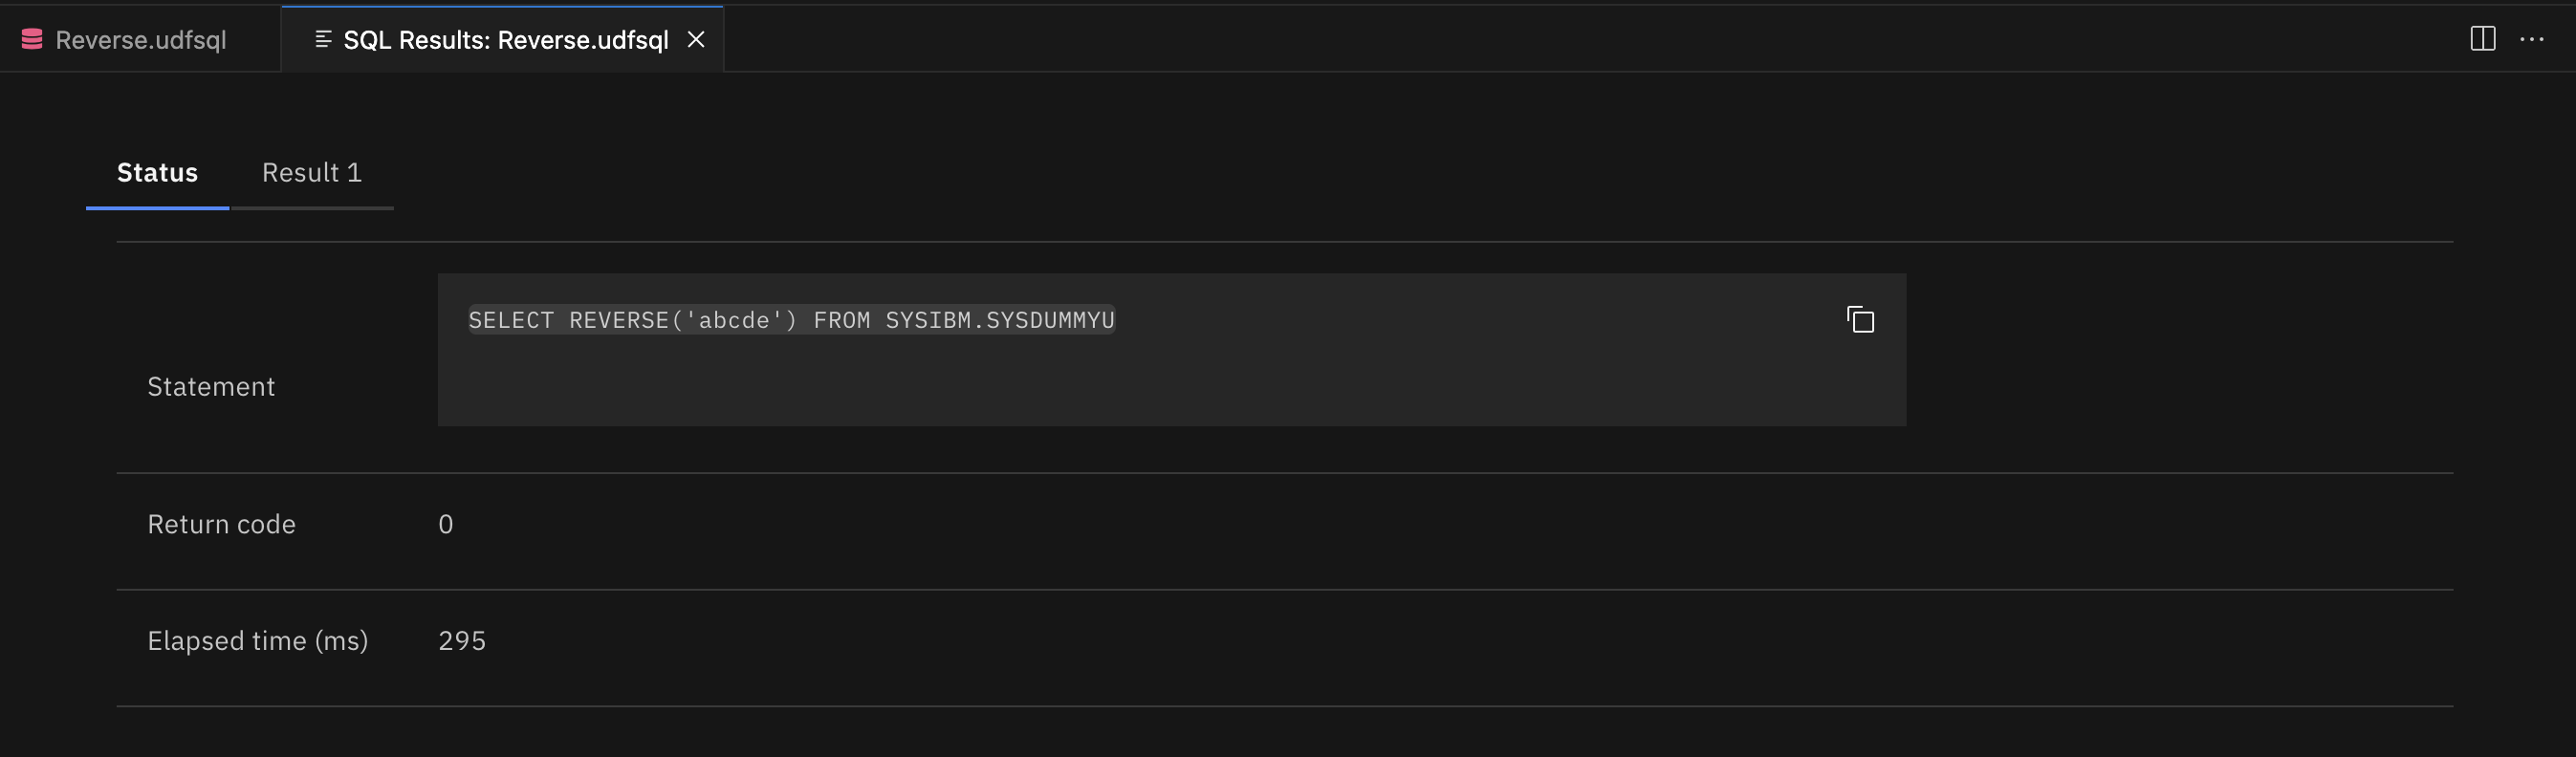 Reverse.udfsql
SQL Results: Reverse.udfsql
Status
Result 1
Statement
SELECT REVERSE('abcde') FROM SYSIBM.SYSDUMMYU
Return code
0
Elapsed time (ms)
295